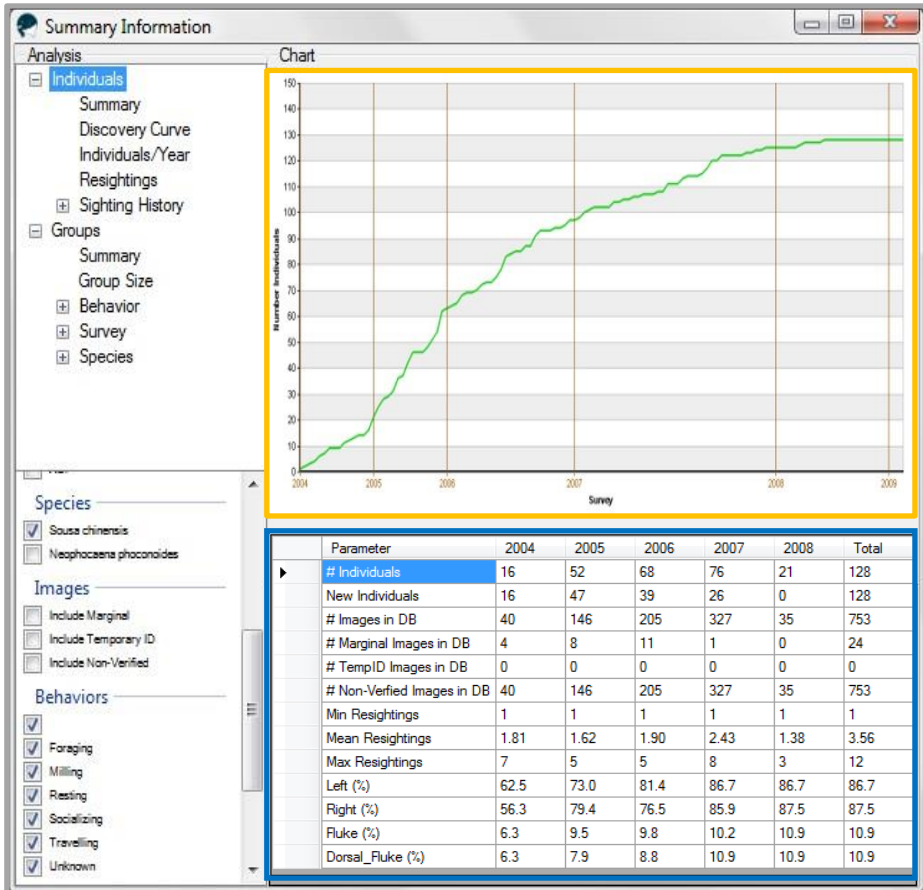 Summary Information
Analysis
Individuals
Summary
Discovery Curve
Individuals/Year
Resightings
Sighting History
Groups
Summary
Group Size
Behavior
Survey
Species
Species
Sousa chinensis
Neophocaena phoconoides
Images
Include Marginal
Include Temporary ID
Include Non-Verified
Behaviors
Foraging
Milling
Resting
Socializing
Travelling
Unknown
Chart
150
140
130
120
110
100
90
80
70
60
50
40
30
20
10
0
Number Individuals
2004 2005 2006 2007 2008 2009
Survey
Parameter 2004 2005 2006 2007 2008 Total
# Individuals 16 52 68 76 21 128
New Individuals 16 47 39 26 0 128
# Images in DB 40 146 205 327 35 753
# Marginal Images in DB 4 8 11 1 0 24
# TempID Images in DB 0 0 0 0 0 0
# Non-Verfied Images in DB 40 146 205 327 35 753
Min Resightings 1 1 1 1 1 1
Mean Resightings 1.81 1.62 1.90 2.43 1.38 3.56
Max Resightings 7 5 5 8 3 12
Left (%) 62.5 73.0 81.4 86.7 86.7 86.7
Right (%) 56.3 79.4 76.5 85.9 87.5 87.5
Fluke (%) 6.3 9.5 9.8 10.2 10.9 10.9
Dorsal_Fluke (%) 6.3 7.9 8.8 10.9 10.9 10.9